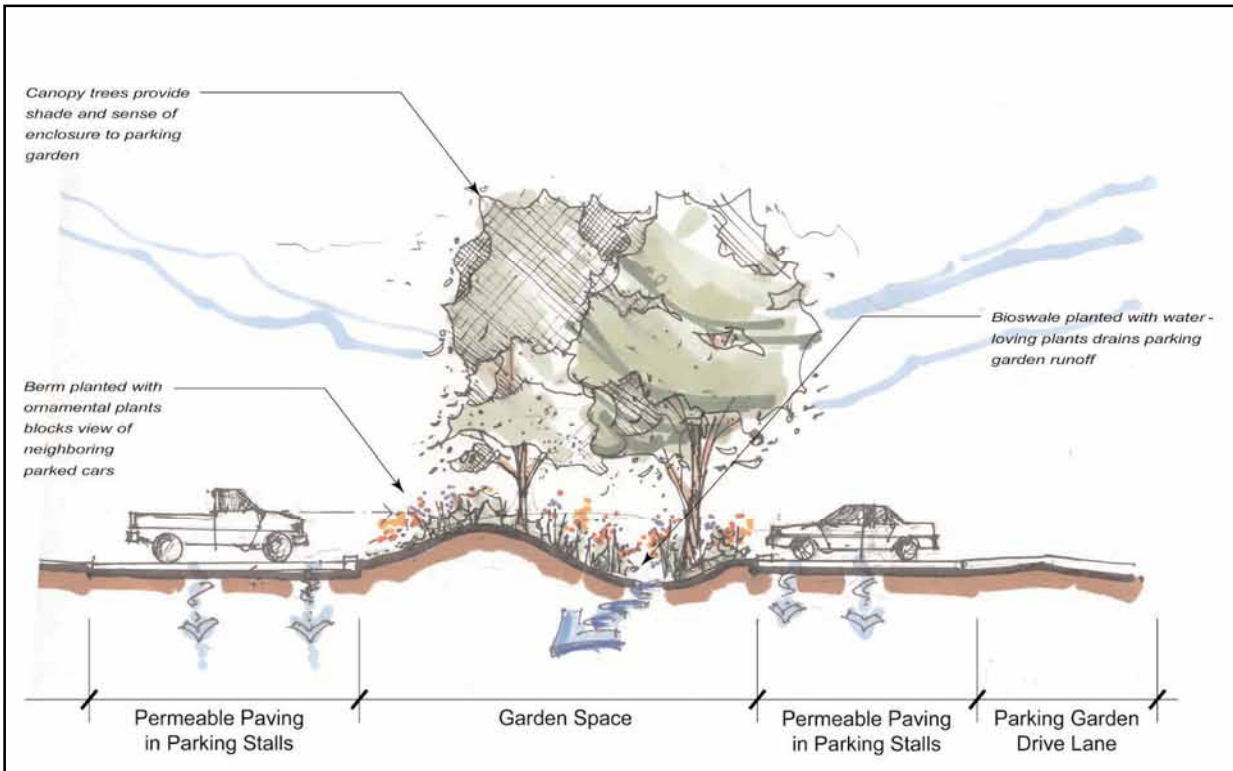 Canopy trees provide
shade and sense of
enclosure to parking
garden
Bioswale planted with water-
loving plants drains parking
garden runoff
Berm planted with
ornamental plants
blocks view of
neighboring
parked cars
Permeable Paving
in Parking Stalls
Garden Space
Permeable Paving
in Parking Stalls
Parking Garden
Drive Lane